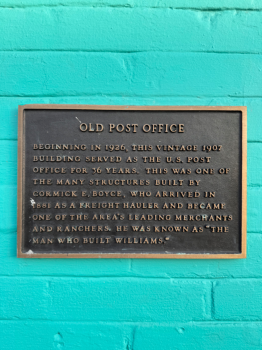 OLD POST OFFICE
BEGINNING IN 1926, THIS VINTAGE 1902
BUILDING SERVED AS THE U.S. POST
OFFICE FOR 36 YEARS. THIS WAS ONE OF
THE MANY STRUCTURES BUILT BY
CORMICK E. BOYCE, WHO ARRIVED IN
1881 AS A FREIGHT HAULER AND BECAME
ONE OF THE AREA'S LEADING MERCHANTS
AND RANCHERS. HE WAS KNOWN AS "THE
MAN WHO BUILT WILLIAMS."